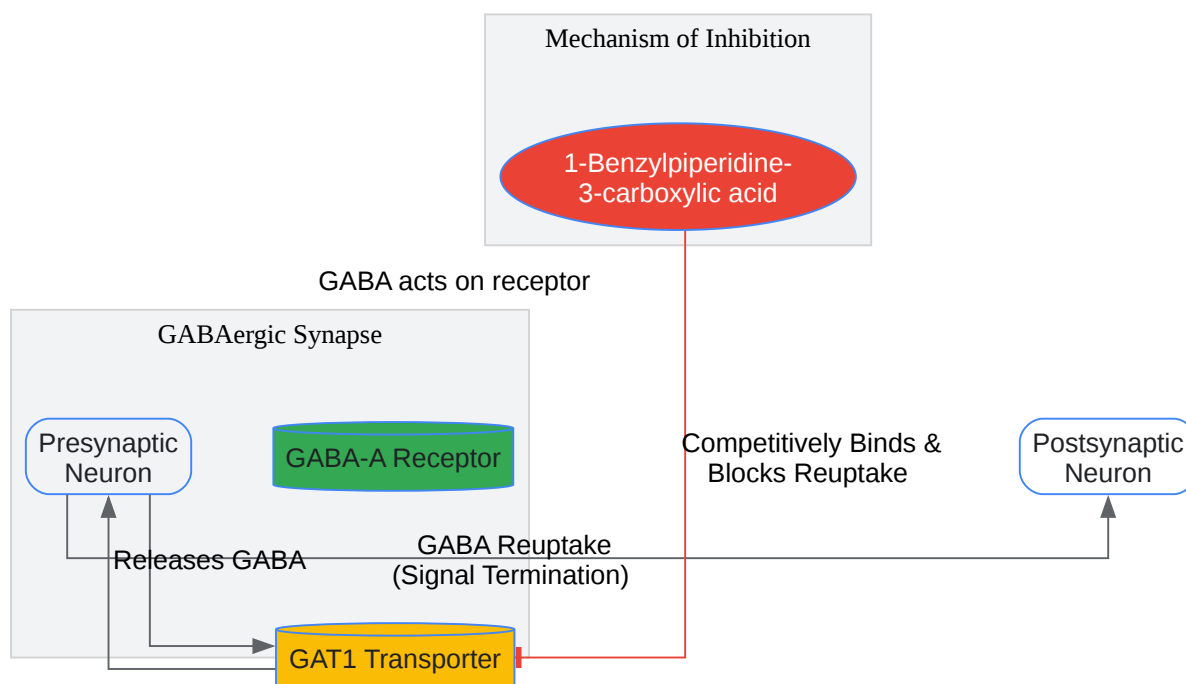 Mechanism of Inhibition
1-Benzylpiperidine-
3-carboxylic acid
GABA acts on receptor
GABAergic Synapse
Presynaptic
Neuron
GABA-A Receptor
Competitively Binds &
Blocks Reuptake
Postsynaptic
Neuron
Releases GABA
GABA Reuptake
(Signal Termination)
GAT1 Transporter